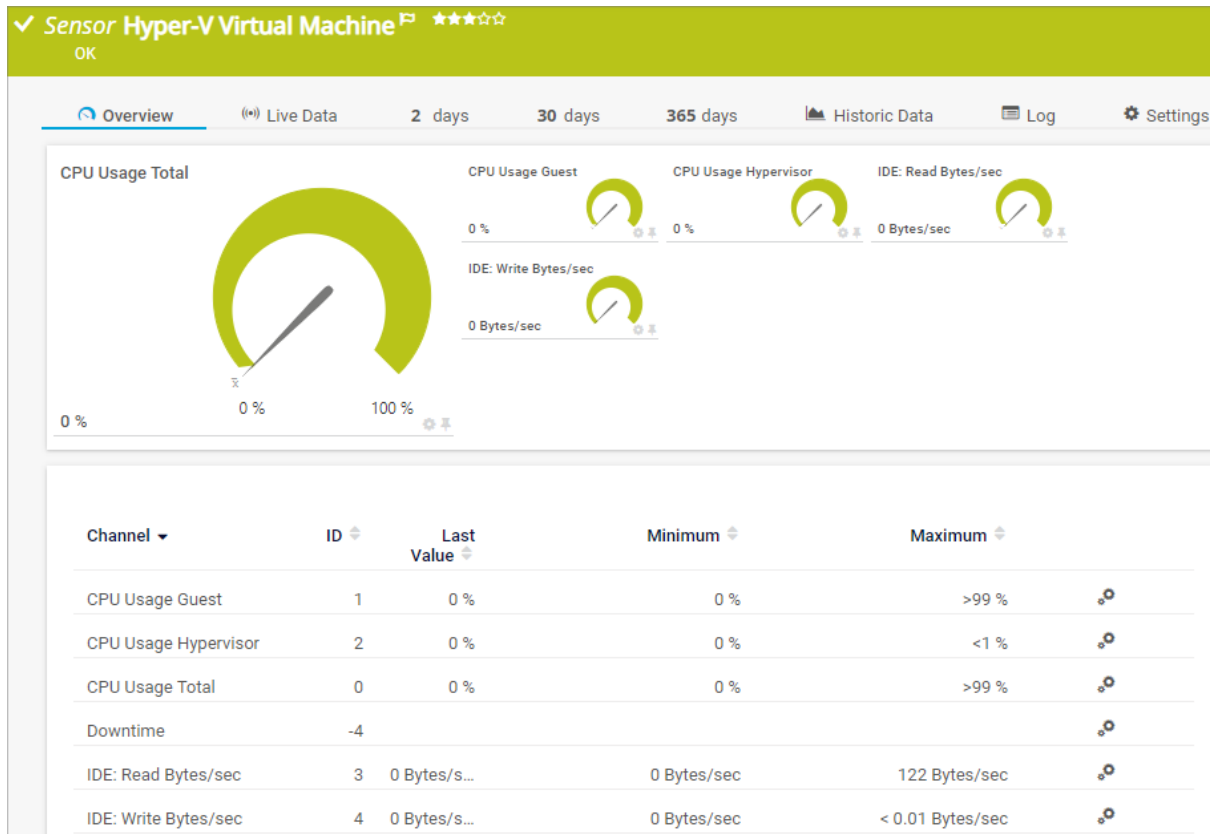 Sensor Hyper-V Virtual Machine
OK
Overview Live Data 2 days 30 days 365 days Historic Data Log Settings
CPU Usage Total
0 %
100 %
0 %
CPU Usage Guest
0 %
CPU Usage Hypervisor
0 %
IDE: Read Bytes/sec
0 Bytes/sec
IDE: Write Bytes/sec
0 Bytes/sec
Channel ID Last Value Minimum Maximum
CPU Usage Guest 1 0 % 0 % >99 %
CPU Usage Hypervisor 2 0 % 0 % <1 %
CPU Usage Total 0 0 % 0 % >99 %
Downtime -4
IDE: Read Bytes/sec 3 0 Bytes/s... 0 Bytes/sec 122 Bytes/sec
IDE: Write Bytes/sec 4 0 Bytes/s... 0 Bytes/sec < 0.01 Bytes/sec